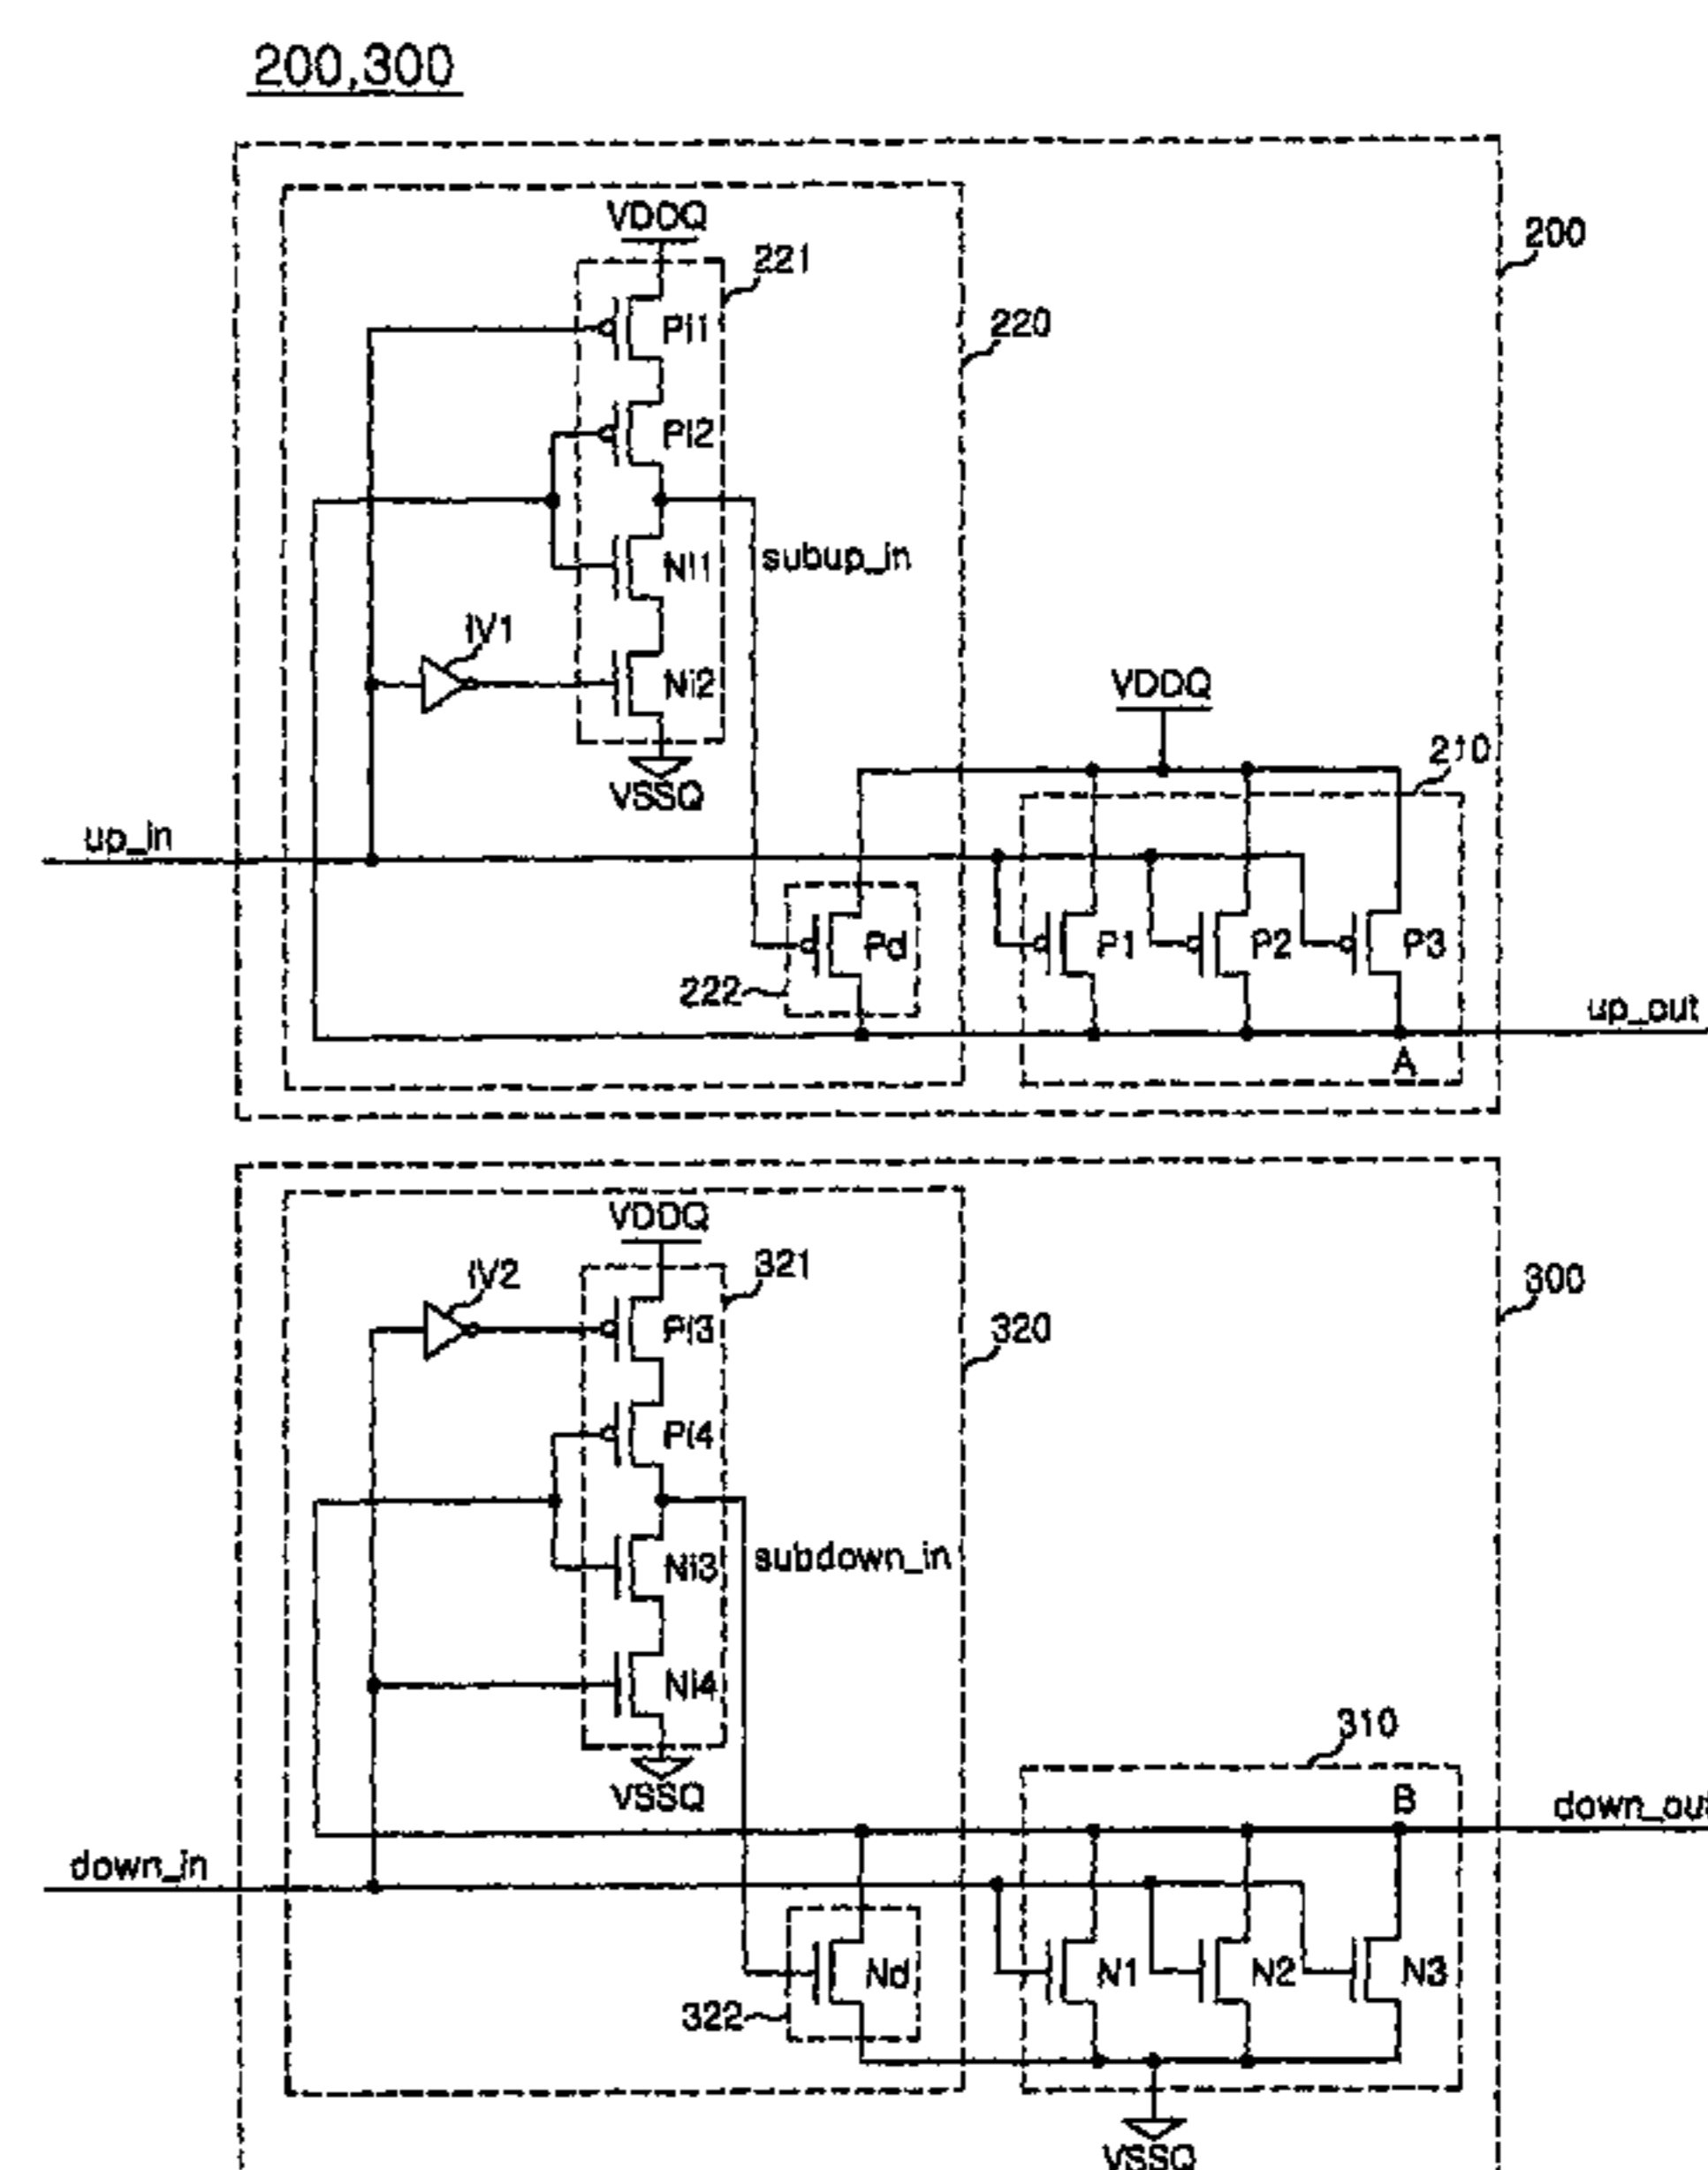 200,300
VDDQ
221
200
Pi1
220
Pi2
subup_in
Ni1
IV1
Ni2
VDDQ
VSSQ
210
up_in
Pd
P1
P2
P3
222
up_out
A
VDDQ
321
IV2
300
Pi3
320
Pi4
subdown_in
Ni3
Ni4
310
VSSQ
B
down_out
down_in
Nd
N1
N2
N3
322
VSSQ